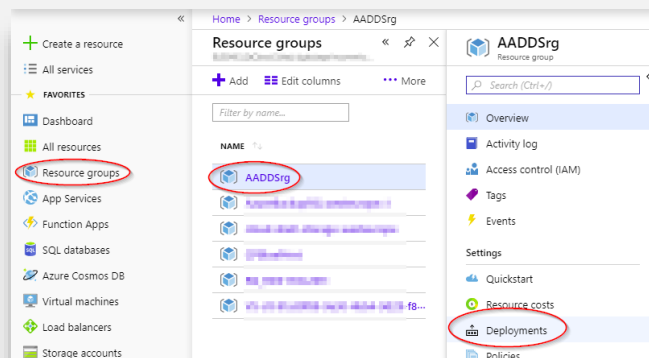 Home > Resource groups > AADDSrg
Create a resource
All services
FAVORITES
Dashboard
All resources
Resource groups
App Services
Function Apps
SQL databases
Azure Cosmos DB
Virtual machines
Load balancers
Storage accounts
Resource groups
Add Edit columns ••• More
Filter by name...
NAME
AADDSrg
f8···
AADDSrg
Resource group
Search (Ctrl+/)
Overview
Activity log
Access control (IAM)
Tags
Events
Settings
Quickstart
Resource costs
Deployments
Policies